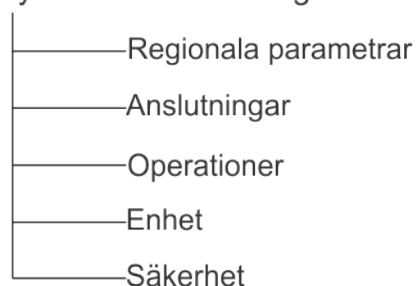 Regionala parametrar
Anslutningar
Operationer
Enhet
Säkerhet